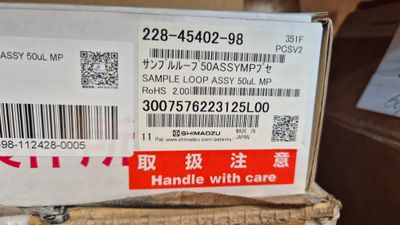 228-45402-98
351F
PCSV2
サンプルループ 50ASSYMPプセ
SAMPLE LOOP ASSY 50uL MP
RoHS 2.00
3007576223125L00
11
SHIMADZU
MADE IN
JAPAN
Pat.www.shimadzu.com/patents/
取扱注意
Handle with care
ASSY 50uL MP
98-112428-0005